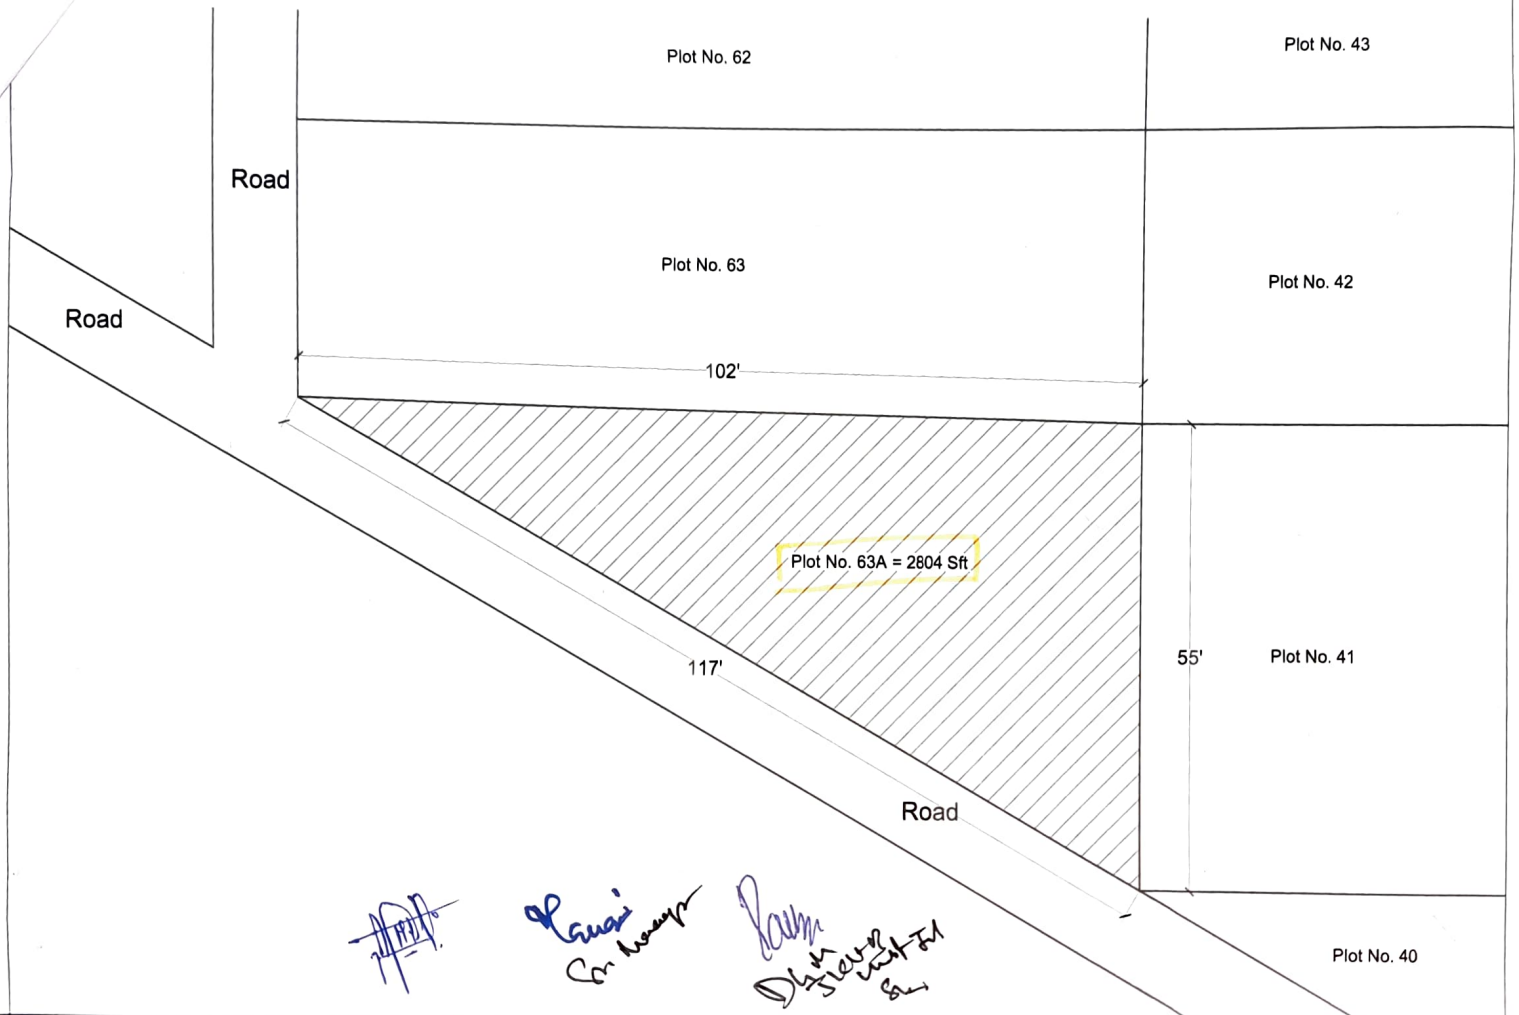 Plot No. 62
Plot No. 43
Road
Plot No. 63
Plot No. 42
Road
102'
Plot No. 63A = 2804 Sft
117'
55'
Plot No. 41
Road
Plot No. 40